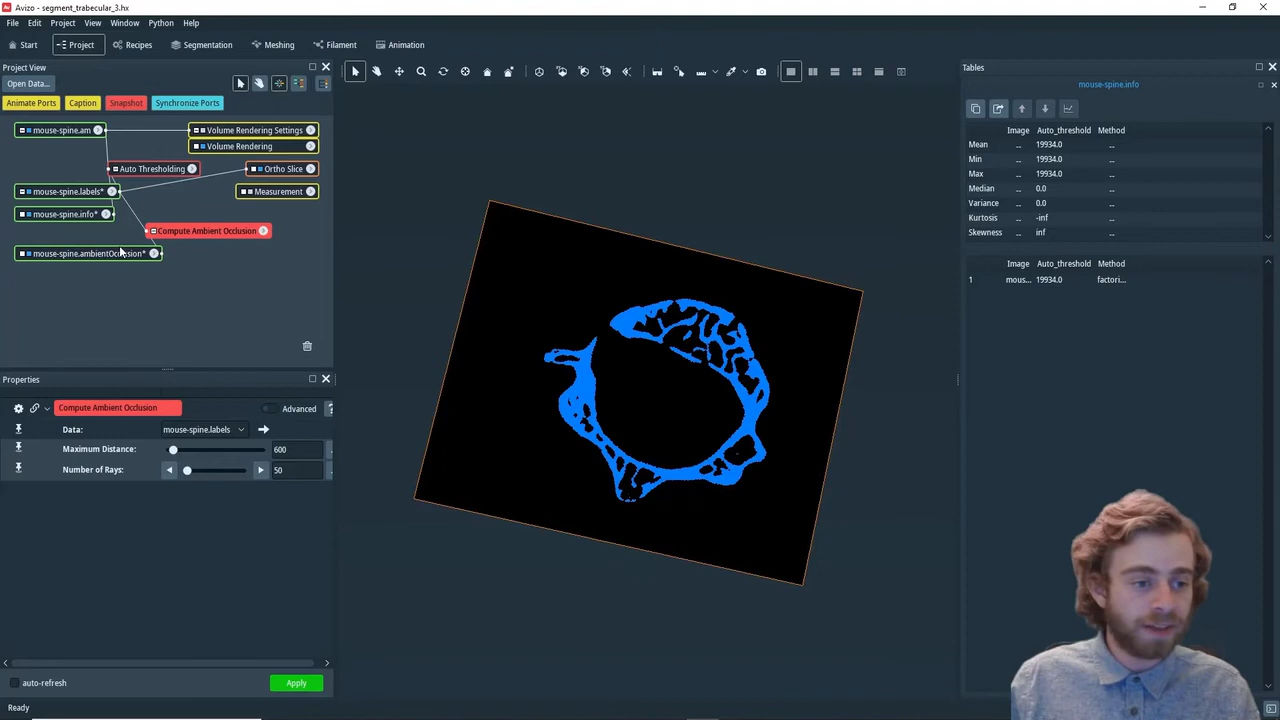 Avizo - segment_trabecular_3.hx
File Edit Project View Window Python Help
Start Project Recipes Segmentation Meshing Filament Animation
Project View
Open Data...
Animate Ports Caption Snapshot Synchronize Ports
mouse-spine.am
Volume Rendering Settings
Volume Rendering
Auto Thresholding
Ortho Slice
mouse-spine.labels*
Measurement
mouse-spine.info*
Compute Ambient Occlusion
mouse-spine.ambientOcclusion*
Properties
Compute Ambient Occlusion Advanced ?
Data: mouse-spine.labels
Maximum Distance: 600
Number of Rays: 50
auto-refresh Apply
Ready
Tables
mouse-spine.info
Image Auto_threshold Method
Mean -- 19934.0 --
Min -- 19934.0 --
Max -- 19934.0 --
Median -- 0.0 --
Variance -- 0.0 --
Kurtosis -- -inf --
Skewness -- inf --
Image Auto_threshold Method
1 mous... 19934.0 factori...